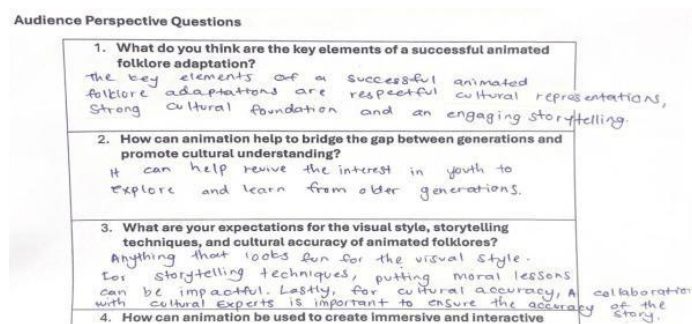 Audience Perspective Questions
1. What do you think are the key elements of a successful animated
folklore adaptation?
The key elements of a successful animated
folklore adaptattons are respectful cultural representations,
strong cultural foundation and an engaging storytelling.
2. How can animation help to bridge the gap between generations and
promote cultural understanding?
It can help revive the interest in youth to
explore and learn from older generations.
3. What are your expectations for the visual style, storytelling
techniques, and cultural accuracy of animated folklores?
Anything that looks fun for the visual style.
For storytelling techniques, putting moral lessons
can be impactful. Lastly, for cultural accuracy, A collaboration
with cultural experts is important to ensure the accuracy of the
story.
4. How can animation be used to create immersive and interactive